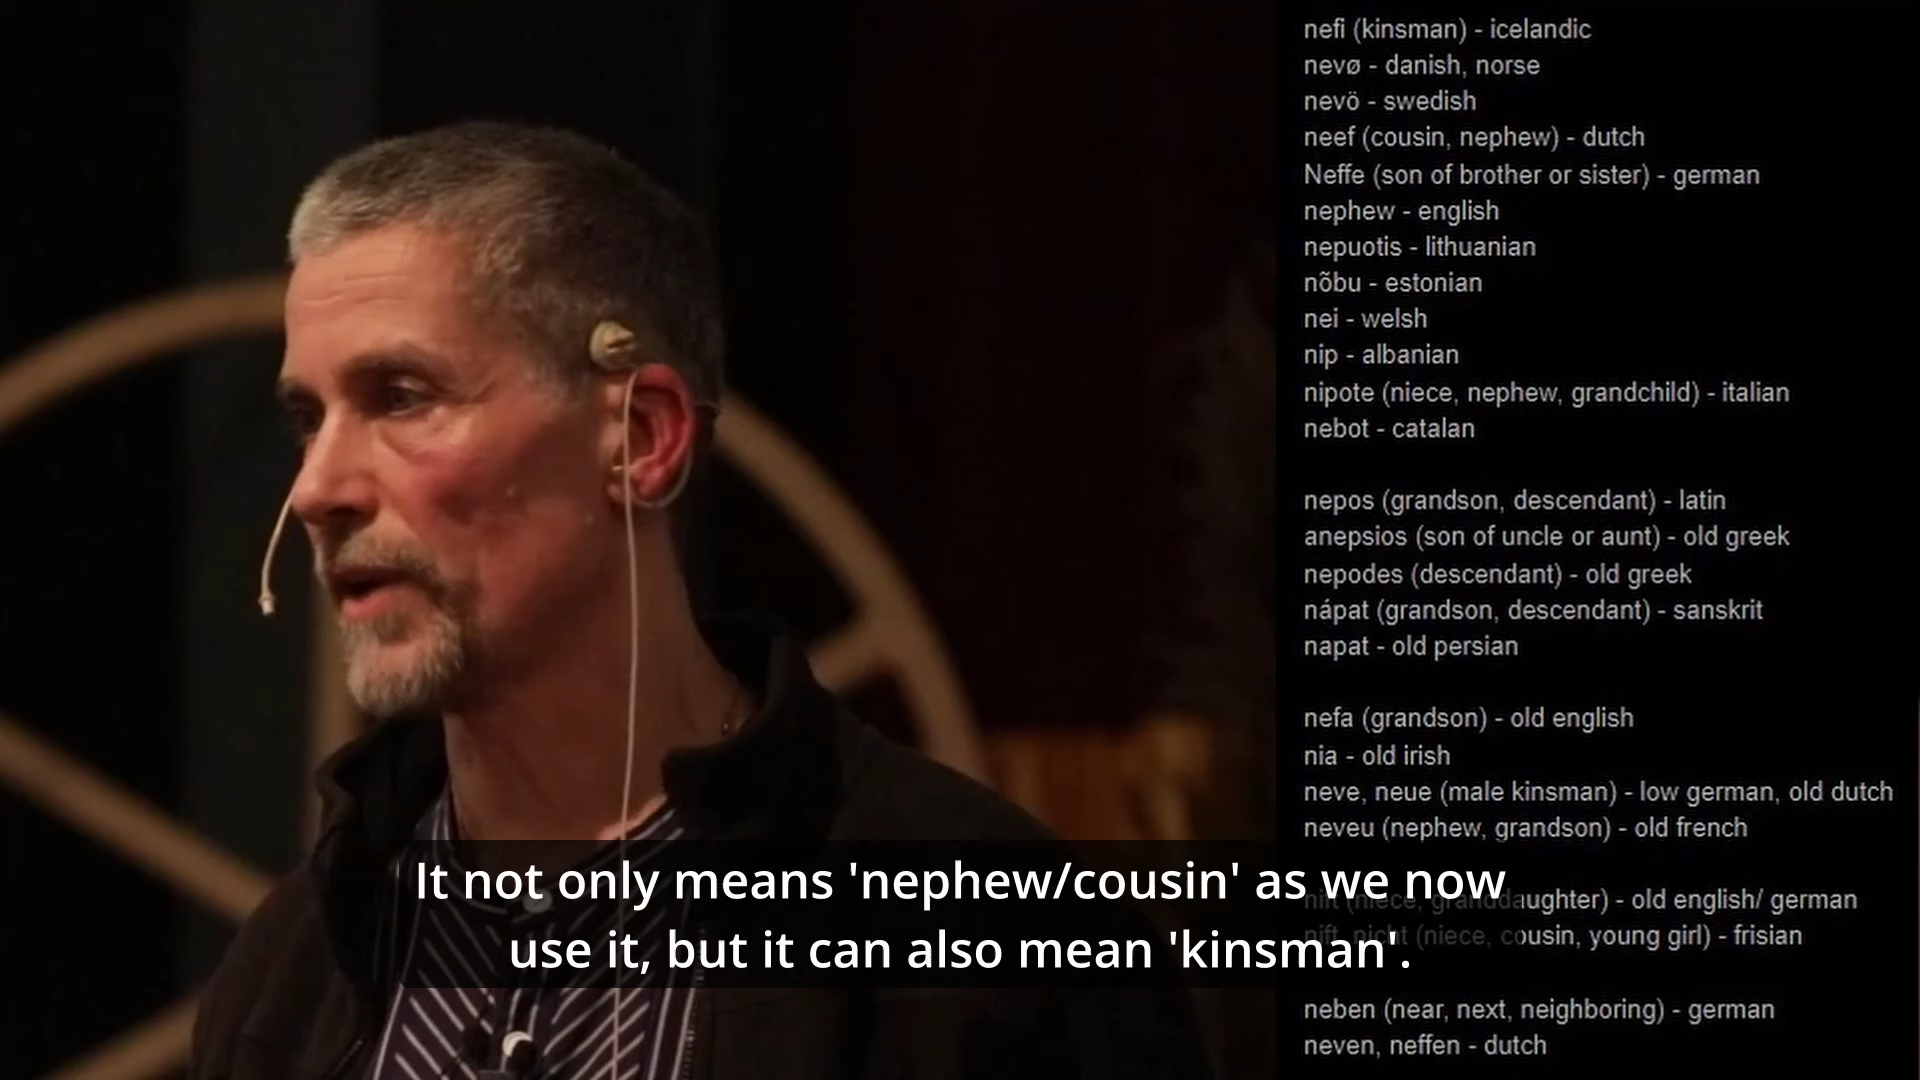 nefi (kinsman) - icelandic
nevø - danish, norse
nevö - swedish
neef (cousin, nephew) - dutch
Neffe (son of brother or sister) - german
nephew - english
nepuotis - lithuanian
nõbu - estonian
nei - welsh
nip - albanian
nipote (niece, nephew, grandchild) - italian
nebot - catalan
nepos (grandson, descendant) - latin
anepsios (son of uncle or aunt) - old greek
nepodes (descendant) - old greek
nápat (grandson, descendant) - sanskrit
napat - old persian
nefa (grandson) - old english
nia - old irish
neve, neue (male kinsman) - low german, old dutch
neveu (nephew, grandson) - old french
nift (niece, granddaughter) - old english/ german
nift, nicht (niece, cousin, young girl) - frisian
neben (near, next, neighboring) - german
neven, neffen - dutch
It not only means 'nephew/cousin' as we now
use it, but it can also mean 'kinsman'.